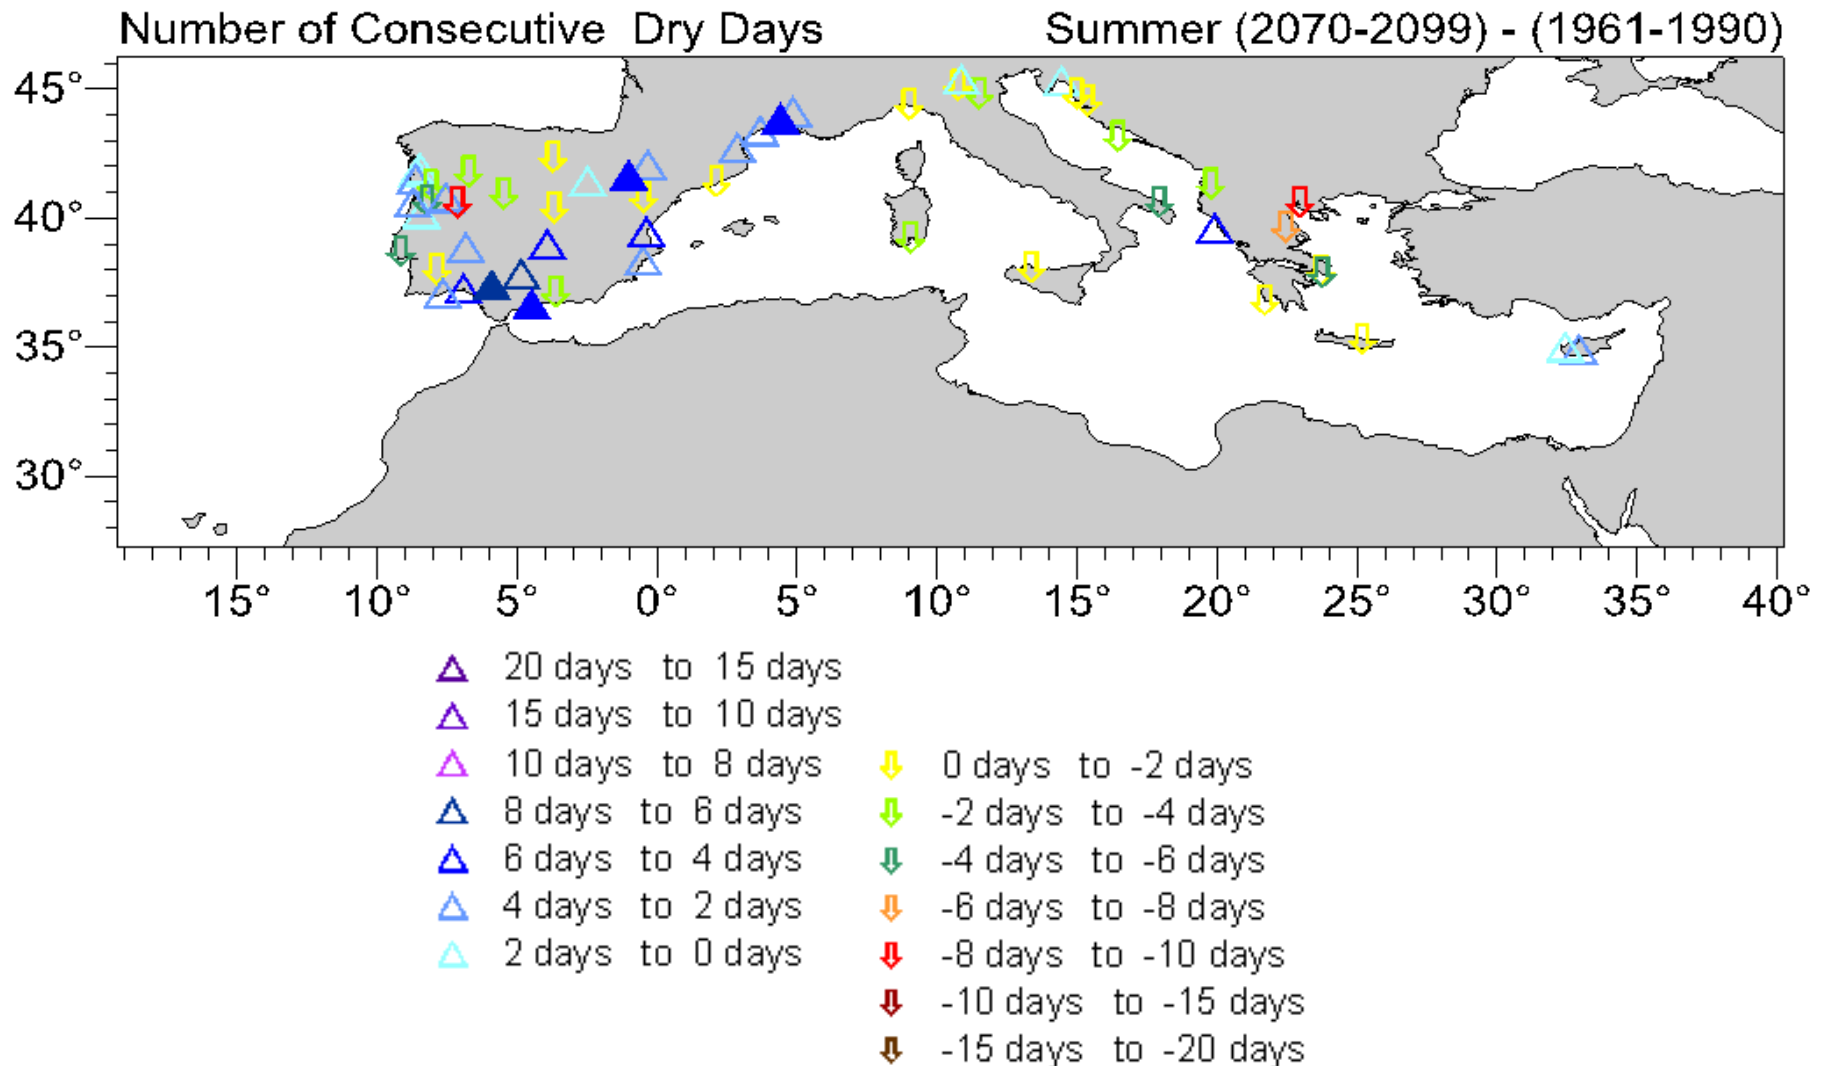 Number of Consecutive Dry Days Summer (2070-2099) - (1961-1990)
45°
40°
35°
30°
15° 10° 5° 0° 5° 10° 15° 20° 25° 30° 35° 40°
20 days to 15 days
15 days to 10 days
10 days to 8 days 0 days to -2 days
8 days to 6 days -2 days to -4 days
6 days to 4 days -4 days to -6 days
4 days to 2 days -6 days to -8 days
2 days to 0 days -8 days to -10 days
-10 days to -15 days
-15 days to -20 days